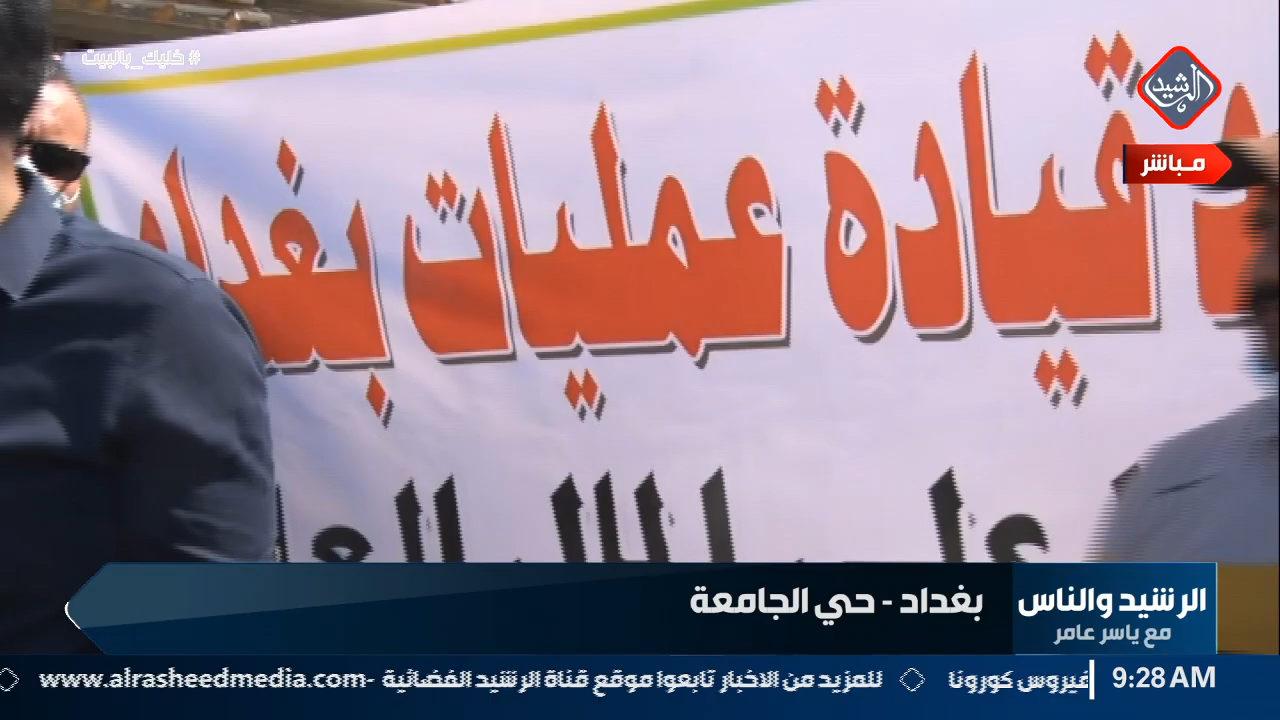 # خليك_بالبيت
الرشيد
مباشر
قيادة عمليات بغداد
الرشيد والناس
مع ياسر عامر
بغداد - حي الجامعة
9:28 AM
فيروس كورونا ◇ للمزيد من الاخبار تابعوا موقع قناة الرشيد الفضائية -www.alrasheedmedia.com